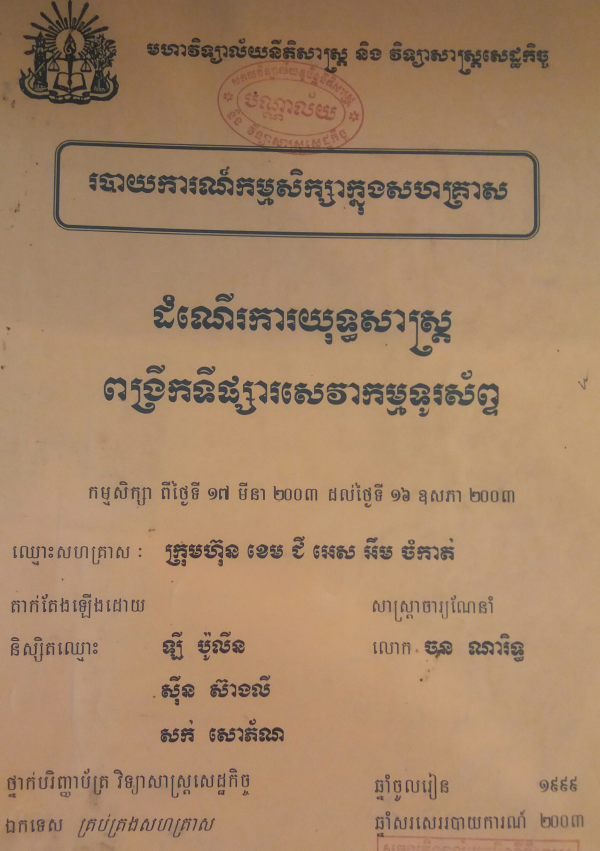 មហាវិទ្យាល័យនីតិសាស្ត្រ និង វិទ្យាសាស្ត្រសេដ្ឋកិច្ច
បណ្ណាល័យ
របាយការណ៍កម្មសិក្សាក្នុងសហគ្រាស
ដំណើរការយុទ្ធសាស្ត្រ
ពង្រីកទីផ្សារសេវាកម្មទូរស័ព្ទ
កម្មសិក្សា ពីថ្ងៃទី ១៧ មីនា ២០០៣ ដល់ថ្ងៃទី ១៦ ឧសភា ២០០៣
ឈ្មោះសហគ្រាស : ក្រុមហ៊ុន ខេម ជី អេស អឹម ចំកាត់
តាក់តែងឡើងដោយ សាស្ត្រាចារ្យណែនាំ
និស្សិតឈ្មោះ ឡី ប៉ូលីន លោក ចន ណារិទ្ធ
ស៊ីន ស៊ាងលី
សក់ សោភ័ណ
ថ្នាក់បរិញ្ញាប័ត្រ វិទ្យាសាស្ត្រសេដ្ឋកិច្ច ឆ្នាំចូលរៀន ១៩៩៩
ឯកទេស គ្រប់គ្រងសហគ្រាស ឆ្នាំសរសេររបាយការណ៍ ២០០៣